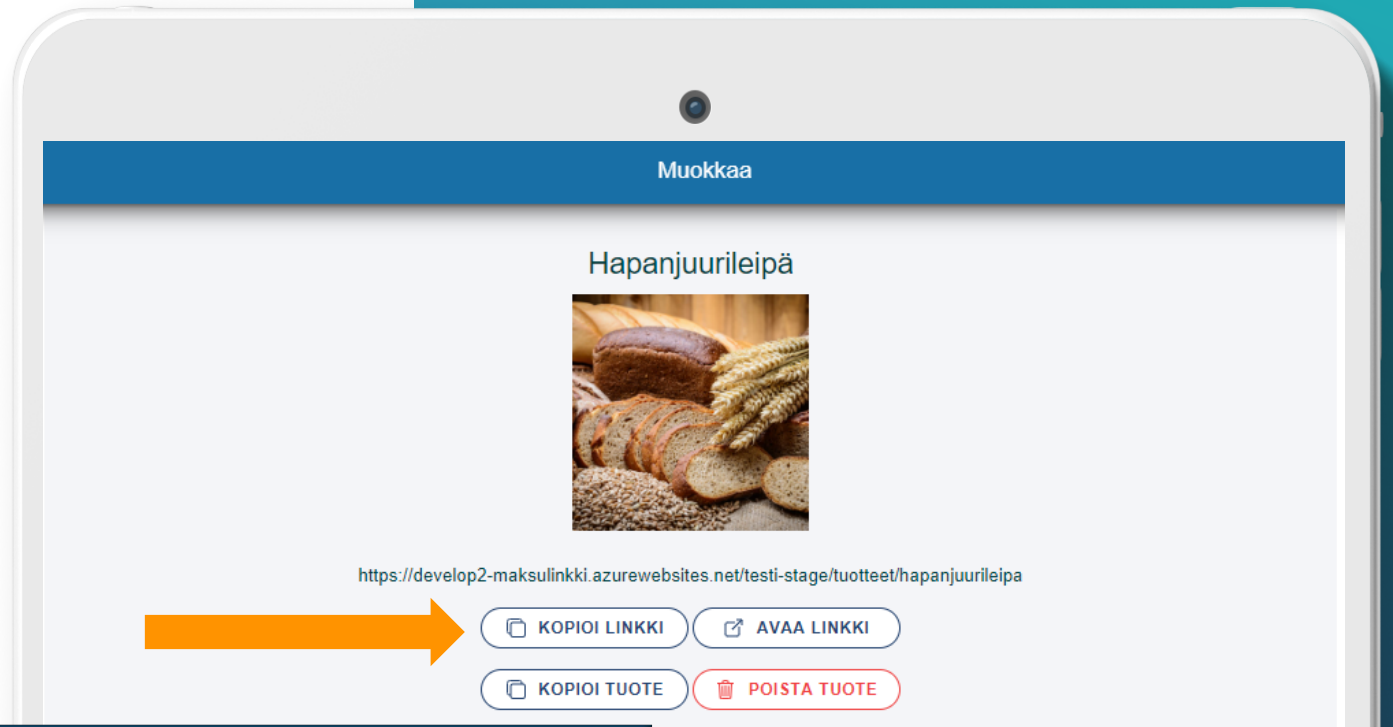 Muokkaa
Hapanjuurileipä
https://develop2-maksulinkki.azurewebsites.net/testi-stage/tuotteet/hapanjuurileipa
KOPIOI LINKKI AVAA LINKKI
KOPIOI TUOTE POISTA TUOTE